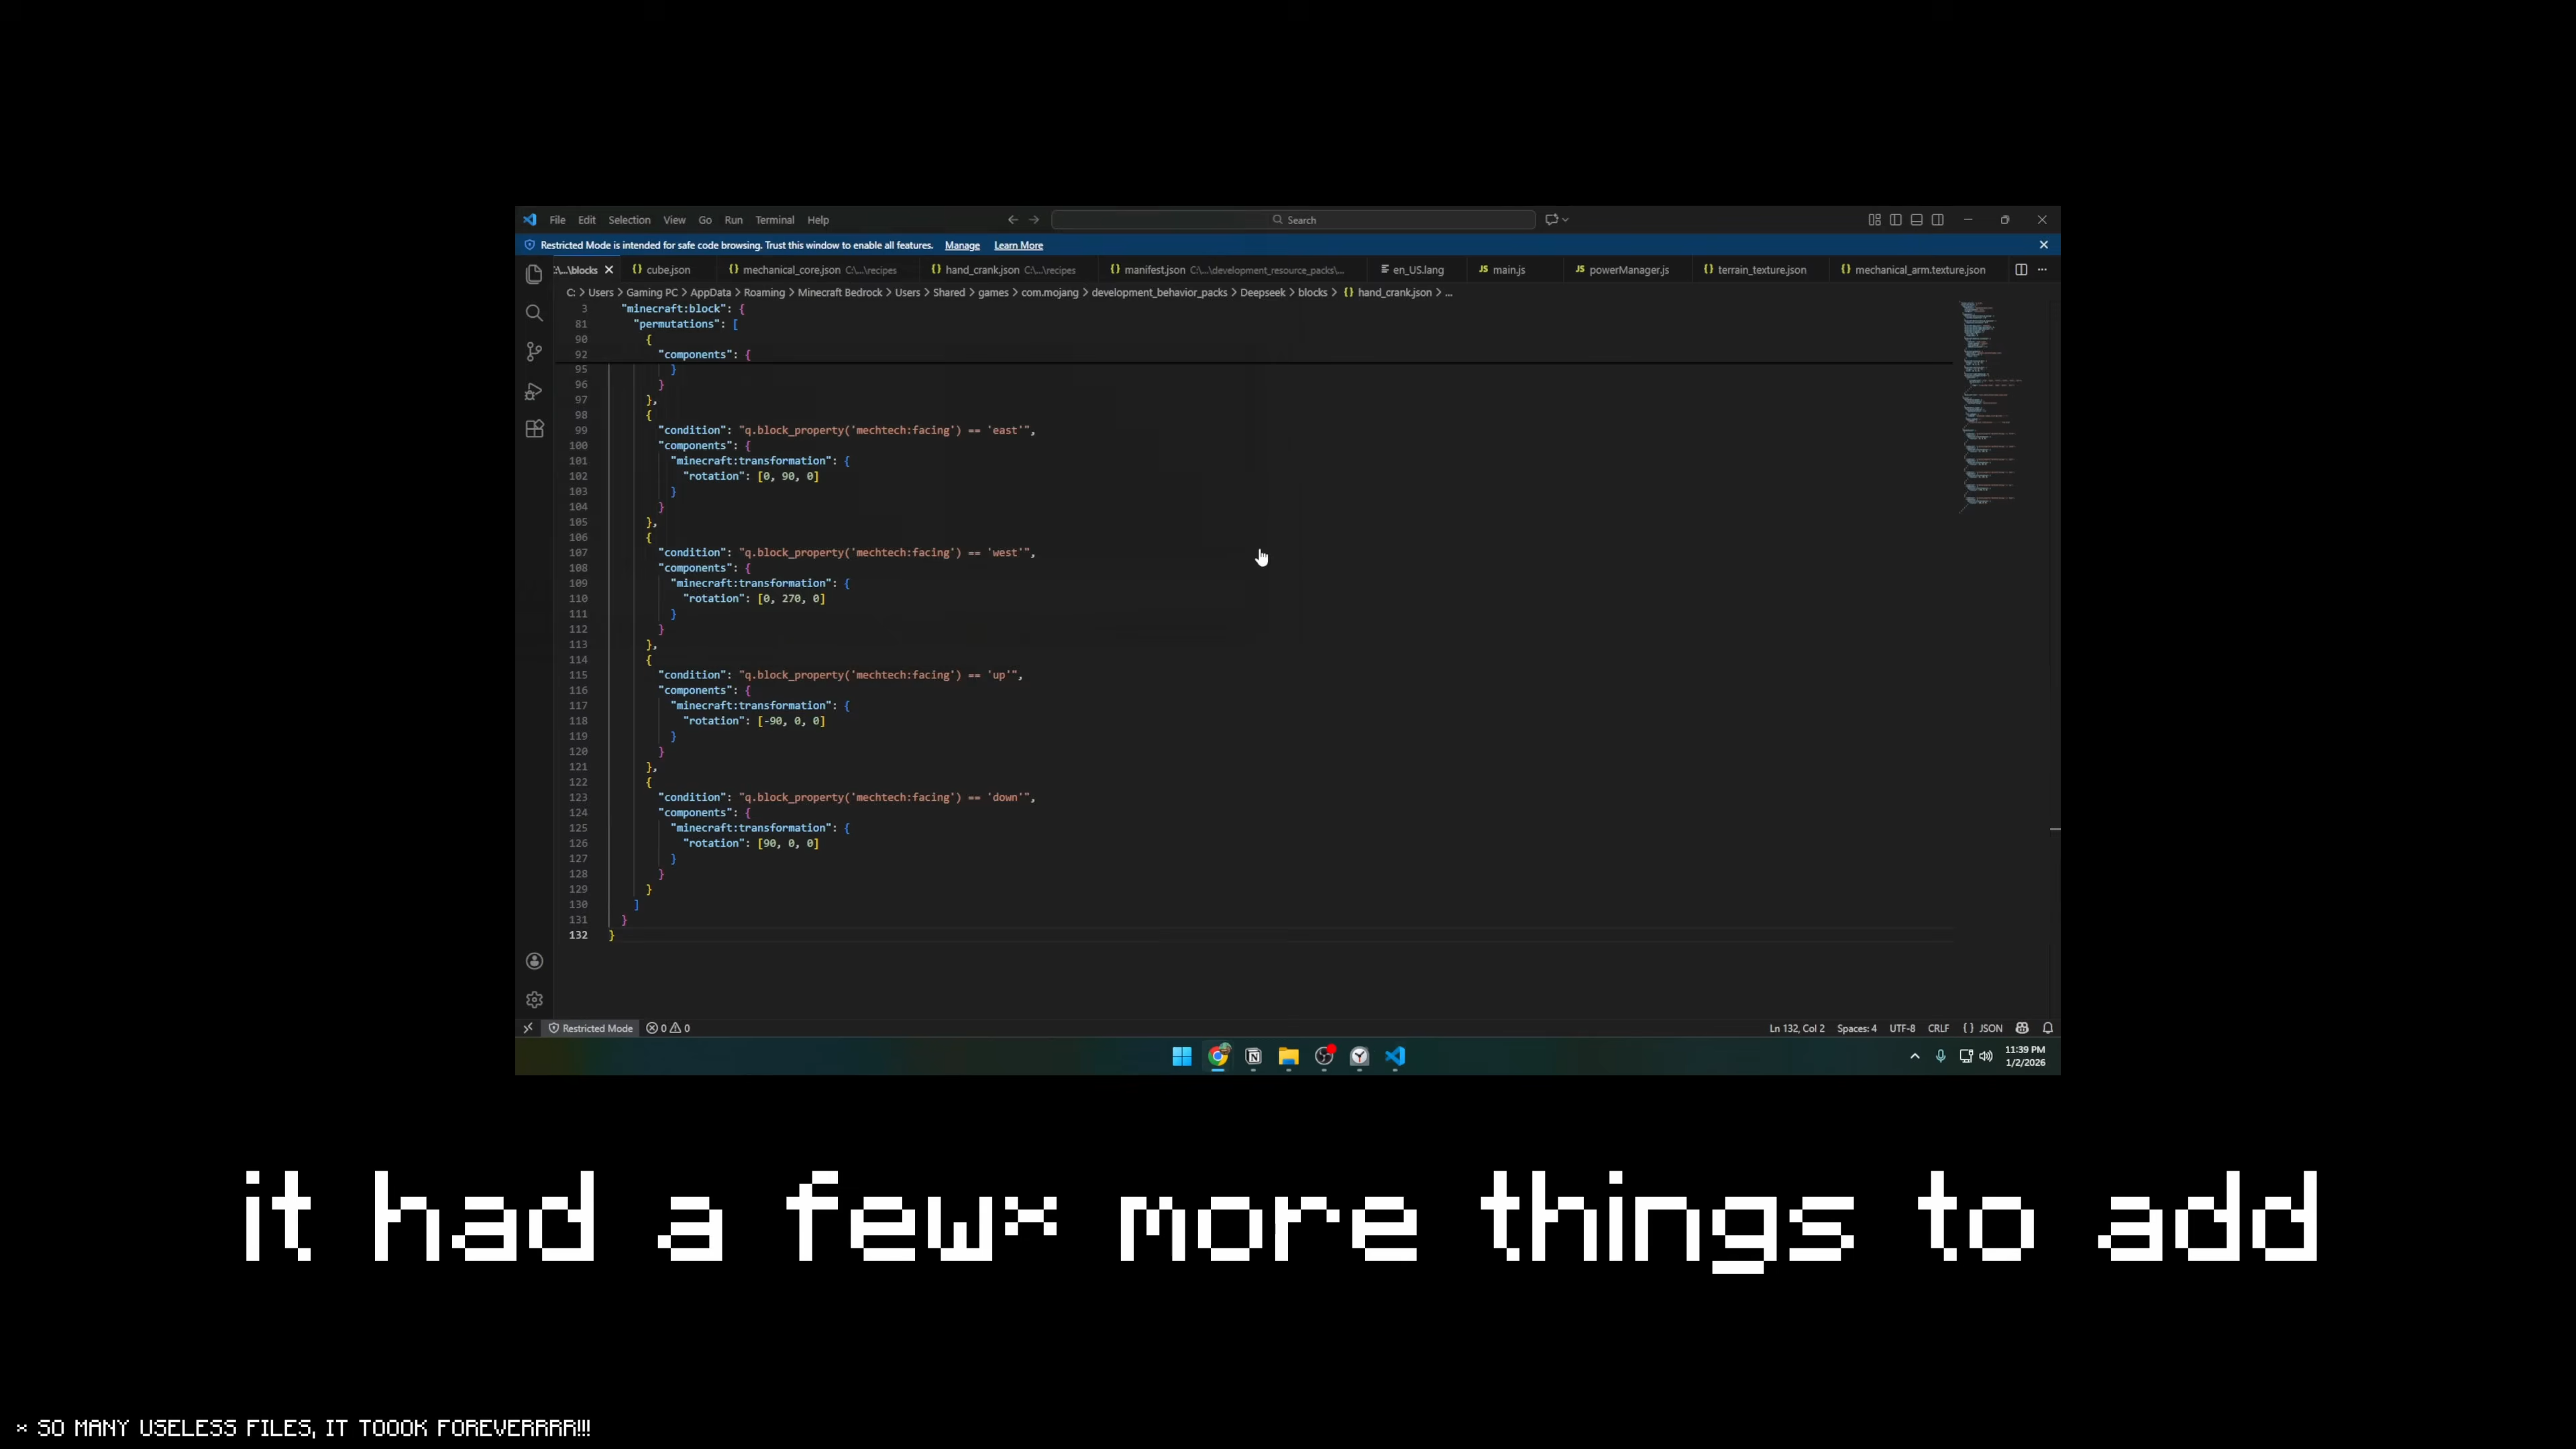 File Edit Selection View Go Run Terminal Help Search
Restricted Mode is intended for safe code browsing. Trust this window to enable all features. Manage Learn More
:\...\blocks {} cube.json {} mechanical_core.json C:\...\recipes {} hand_crank.json C:\...\recipes {} manifest.json C:\...\development_resource_packs\... en_US.lang JS main.js JS powerManager.js {} terrain_texture.json {} mechanical_arm.texture.json ...
C: > Users > Gaming PC > AppData > Roaming > Minecraft Bedrock > Users > Shared > games > com.mojang > development_behavior_packs > Deepseek > blocks > {} hand_crank.json > ...
3 "minecraft:block": {
81 "permutations": [
90 {
92 "components": {
95 }
96 }
97 },
98 {
99 "condition": "q.block_property('mechtech:facing') == 'east'",
100 "components": {
101 "minecraft:transformation": {
102 "rotation": [0, 90, 0]
103 }
104 }
105 },
106 {
107 "condition": "q.block_property('mechtech:facing') == 'west'",
108 "components": {
109 "minecraft:transformation": {
110 "rotation": [0, 270, 0]
111 }
112 }
113 },
114 {
115 "condition": "q.block_property('mechtech:facing') == 'up'",
116 "components": {
117 "minecraft:transformation": {
118 "rotation": [-90, 0, 0]
119 }
120 }
121 },
122 {
123 "condition": "q.block_property('mechtech:facing') == 'down'",
124 "components": {
125 "minecraft:transformation": {
126 "rotation": [90, 0, 0]
127 }
128 }
129 }
130 ]
131 }
132 }
Restricted Mode 0 0 Ln 132, Col 2 Spaces: 4 UTF-8 CRLF {} JSON
11:39 PM
1/2/2026
it had a few× more things to add
× SO MANY USELESS FILES, IT TOOOK FOREVERRRR!!!